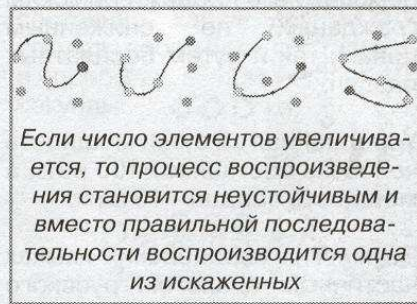 Если число элементов увеличива-
ется, то процесс воспроизведе-
ния становится неустойчивым и
вместо правильной последова-
тельности воспроизводится одна
из искаженных